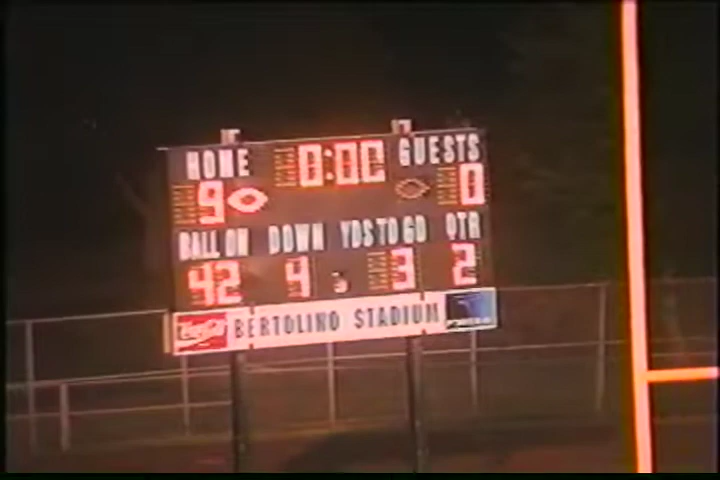 HOME 0:00 GUESTS
9 0
BALL ON DOWN YDS TO GO QTR
42 4 3 2
Coca-Cola BERTOLINO STADIUM